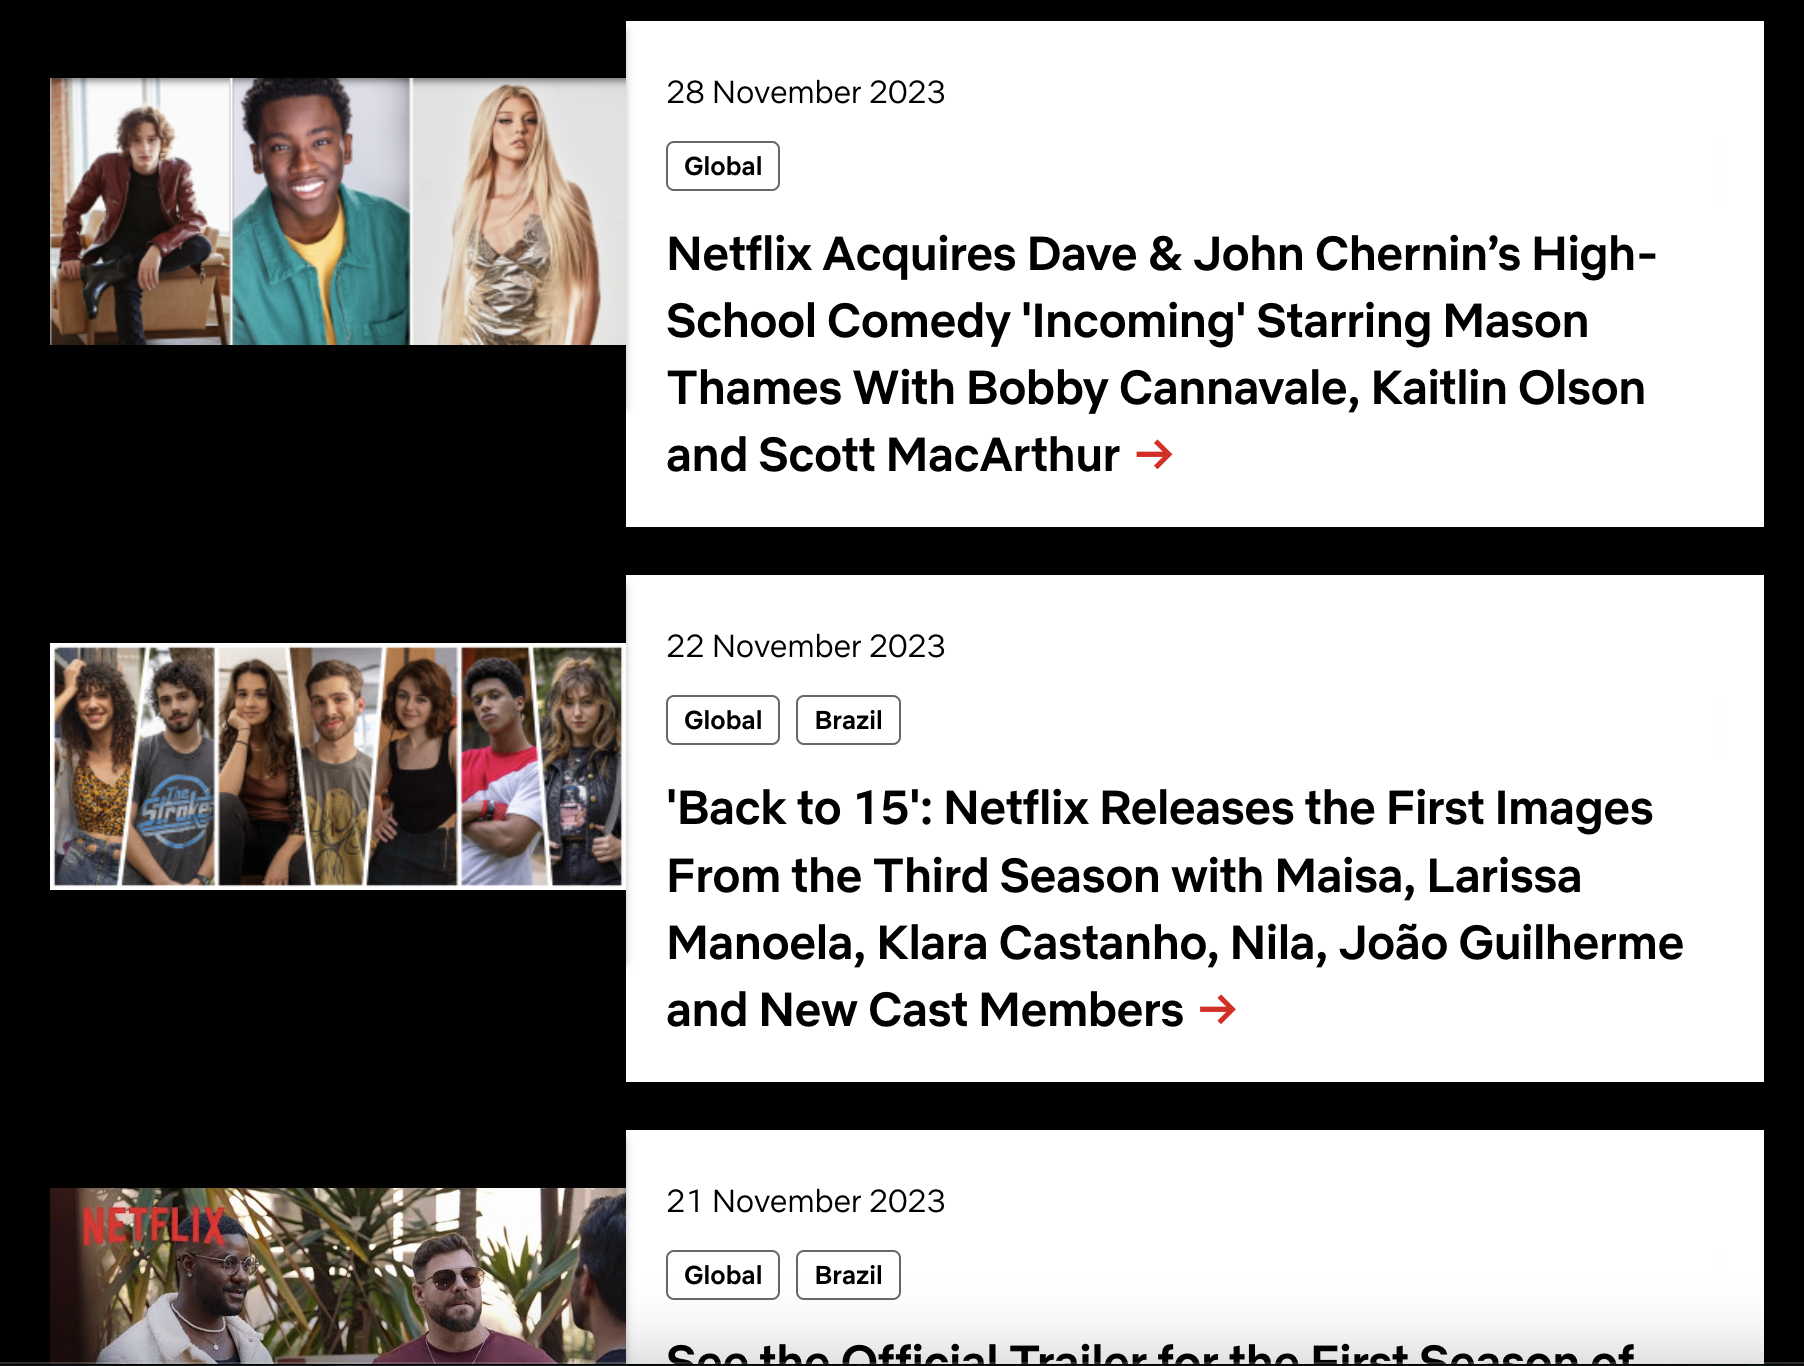 28 November 2023
Global
Netflix Acquires Dave & John Chernin’s High-
School Comedy 'Incoming' Starring Mason
Thames With Bobby Cannavale, Kaitlin Olson
and Scott MacArthur →
The
Stroke
22 November 2023
Global Brazil
'Back to 15': Netflix Releases the First Images
From the Third Season with Maisa, Larissa
Manoela, Klara Castanho, Nila, João Guilherme
and New Cast Members →
NETFLIX
21 November 2023
Global Brazil
See the Official Trailer for the First Season of